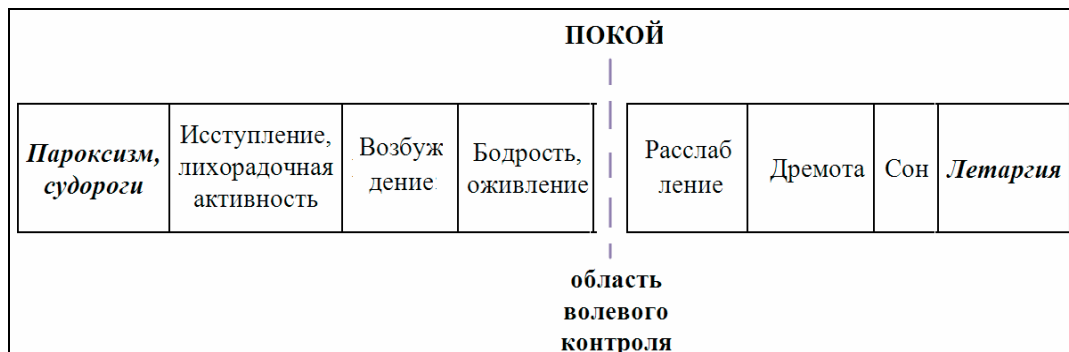 ПОКОЙ
Пароксизм,
судороги
Исступление,
лихорадочная
активность
Возбуж
дение
Бодрость,
оживление
Расслаб
ление
Дремота
Сон
Летаргия
область
волевого
контроля